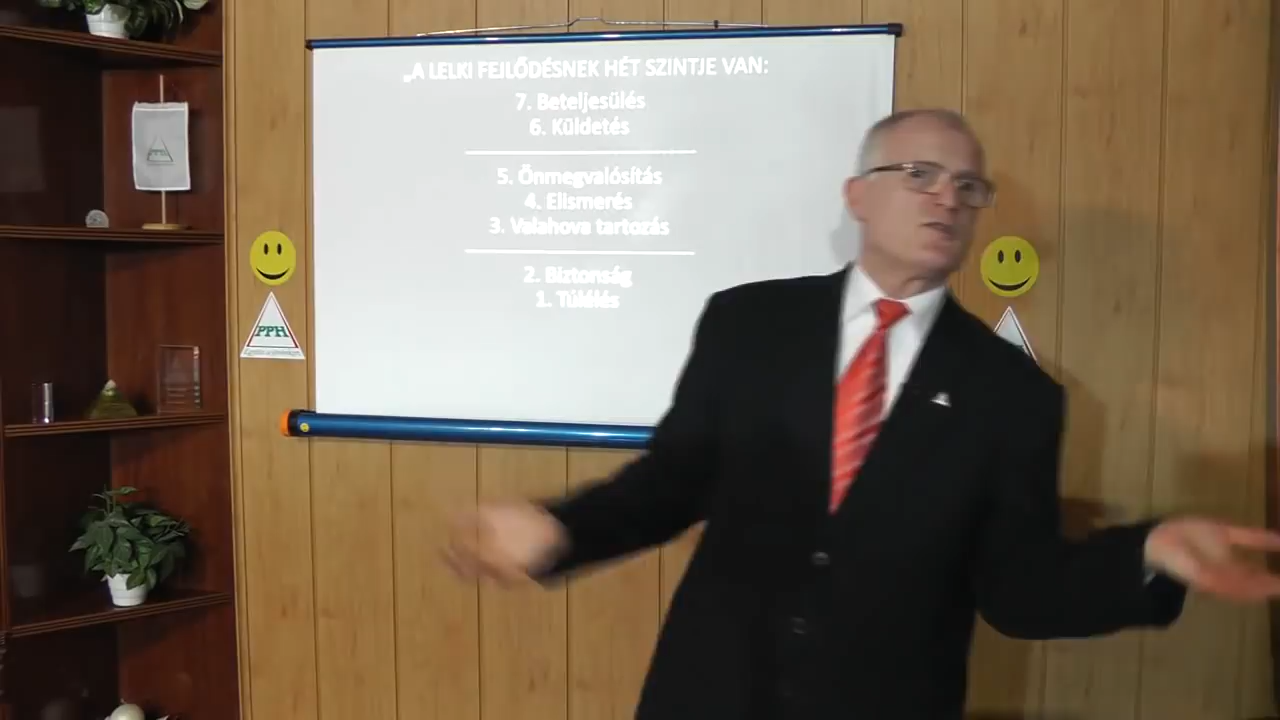 „A LELKI FEJLŐDÉSNEK HÉT SZINTJE VAN:
7. Beteljesülés
6. Küldetés
5. Önmegvalósítás
4. Elismerés
3. Valahova tartozás
2. Biztonság
1. Túlélés
PPH